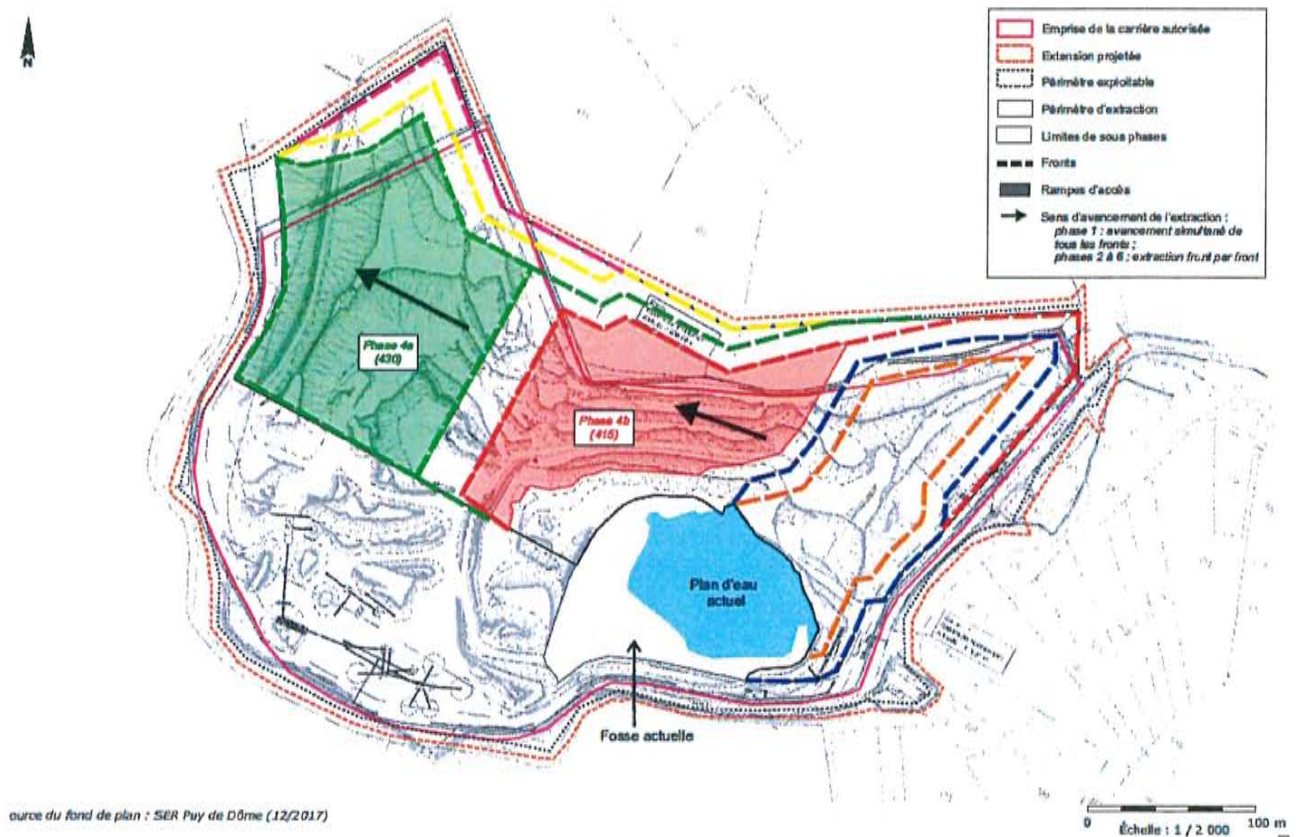 N
Emprise de la carrière autorisée
Extension projetée
Périmètre exploitable
Périmètre d'extraction
Limites de sous phases
Fronts
Rampes d'accès
Sens d'avancement de l'extraction :
phase 1 : avancement simultané de
tous les fronts ;
phases 2 à 6 : extraction front par front
Phase 4a
(430)
Phase 4b
(415)
Plan d'eau
actuel
Fosse actuelle
ource du fond de plan : SER Puy de Dôme (12/2017)
0 100 m
Échelle : 1 / 2 000